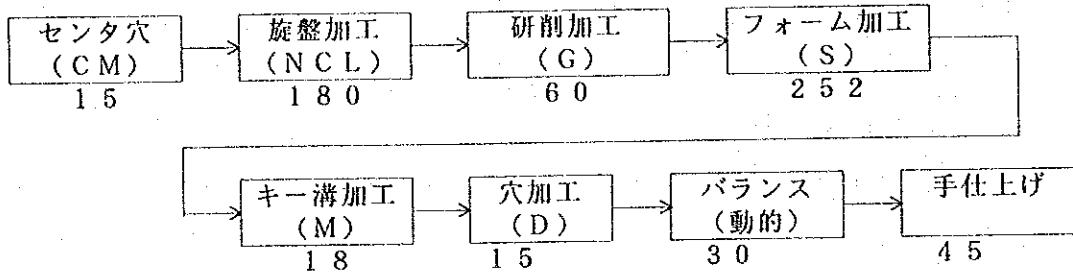 センタ穴
(CM)
15
旋盤加工
(NCL)
180
研削加工
(G)
60
フォーム加工
(S)
252
キー溝加工
(M)
18
穴加工
(D)
15
バランス
(動的)
30
手仕上げ
45